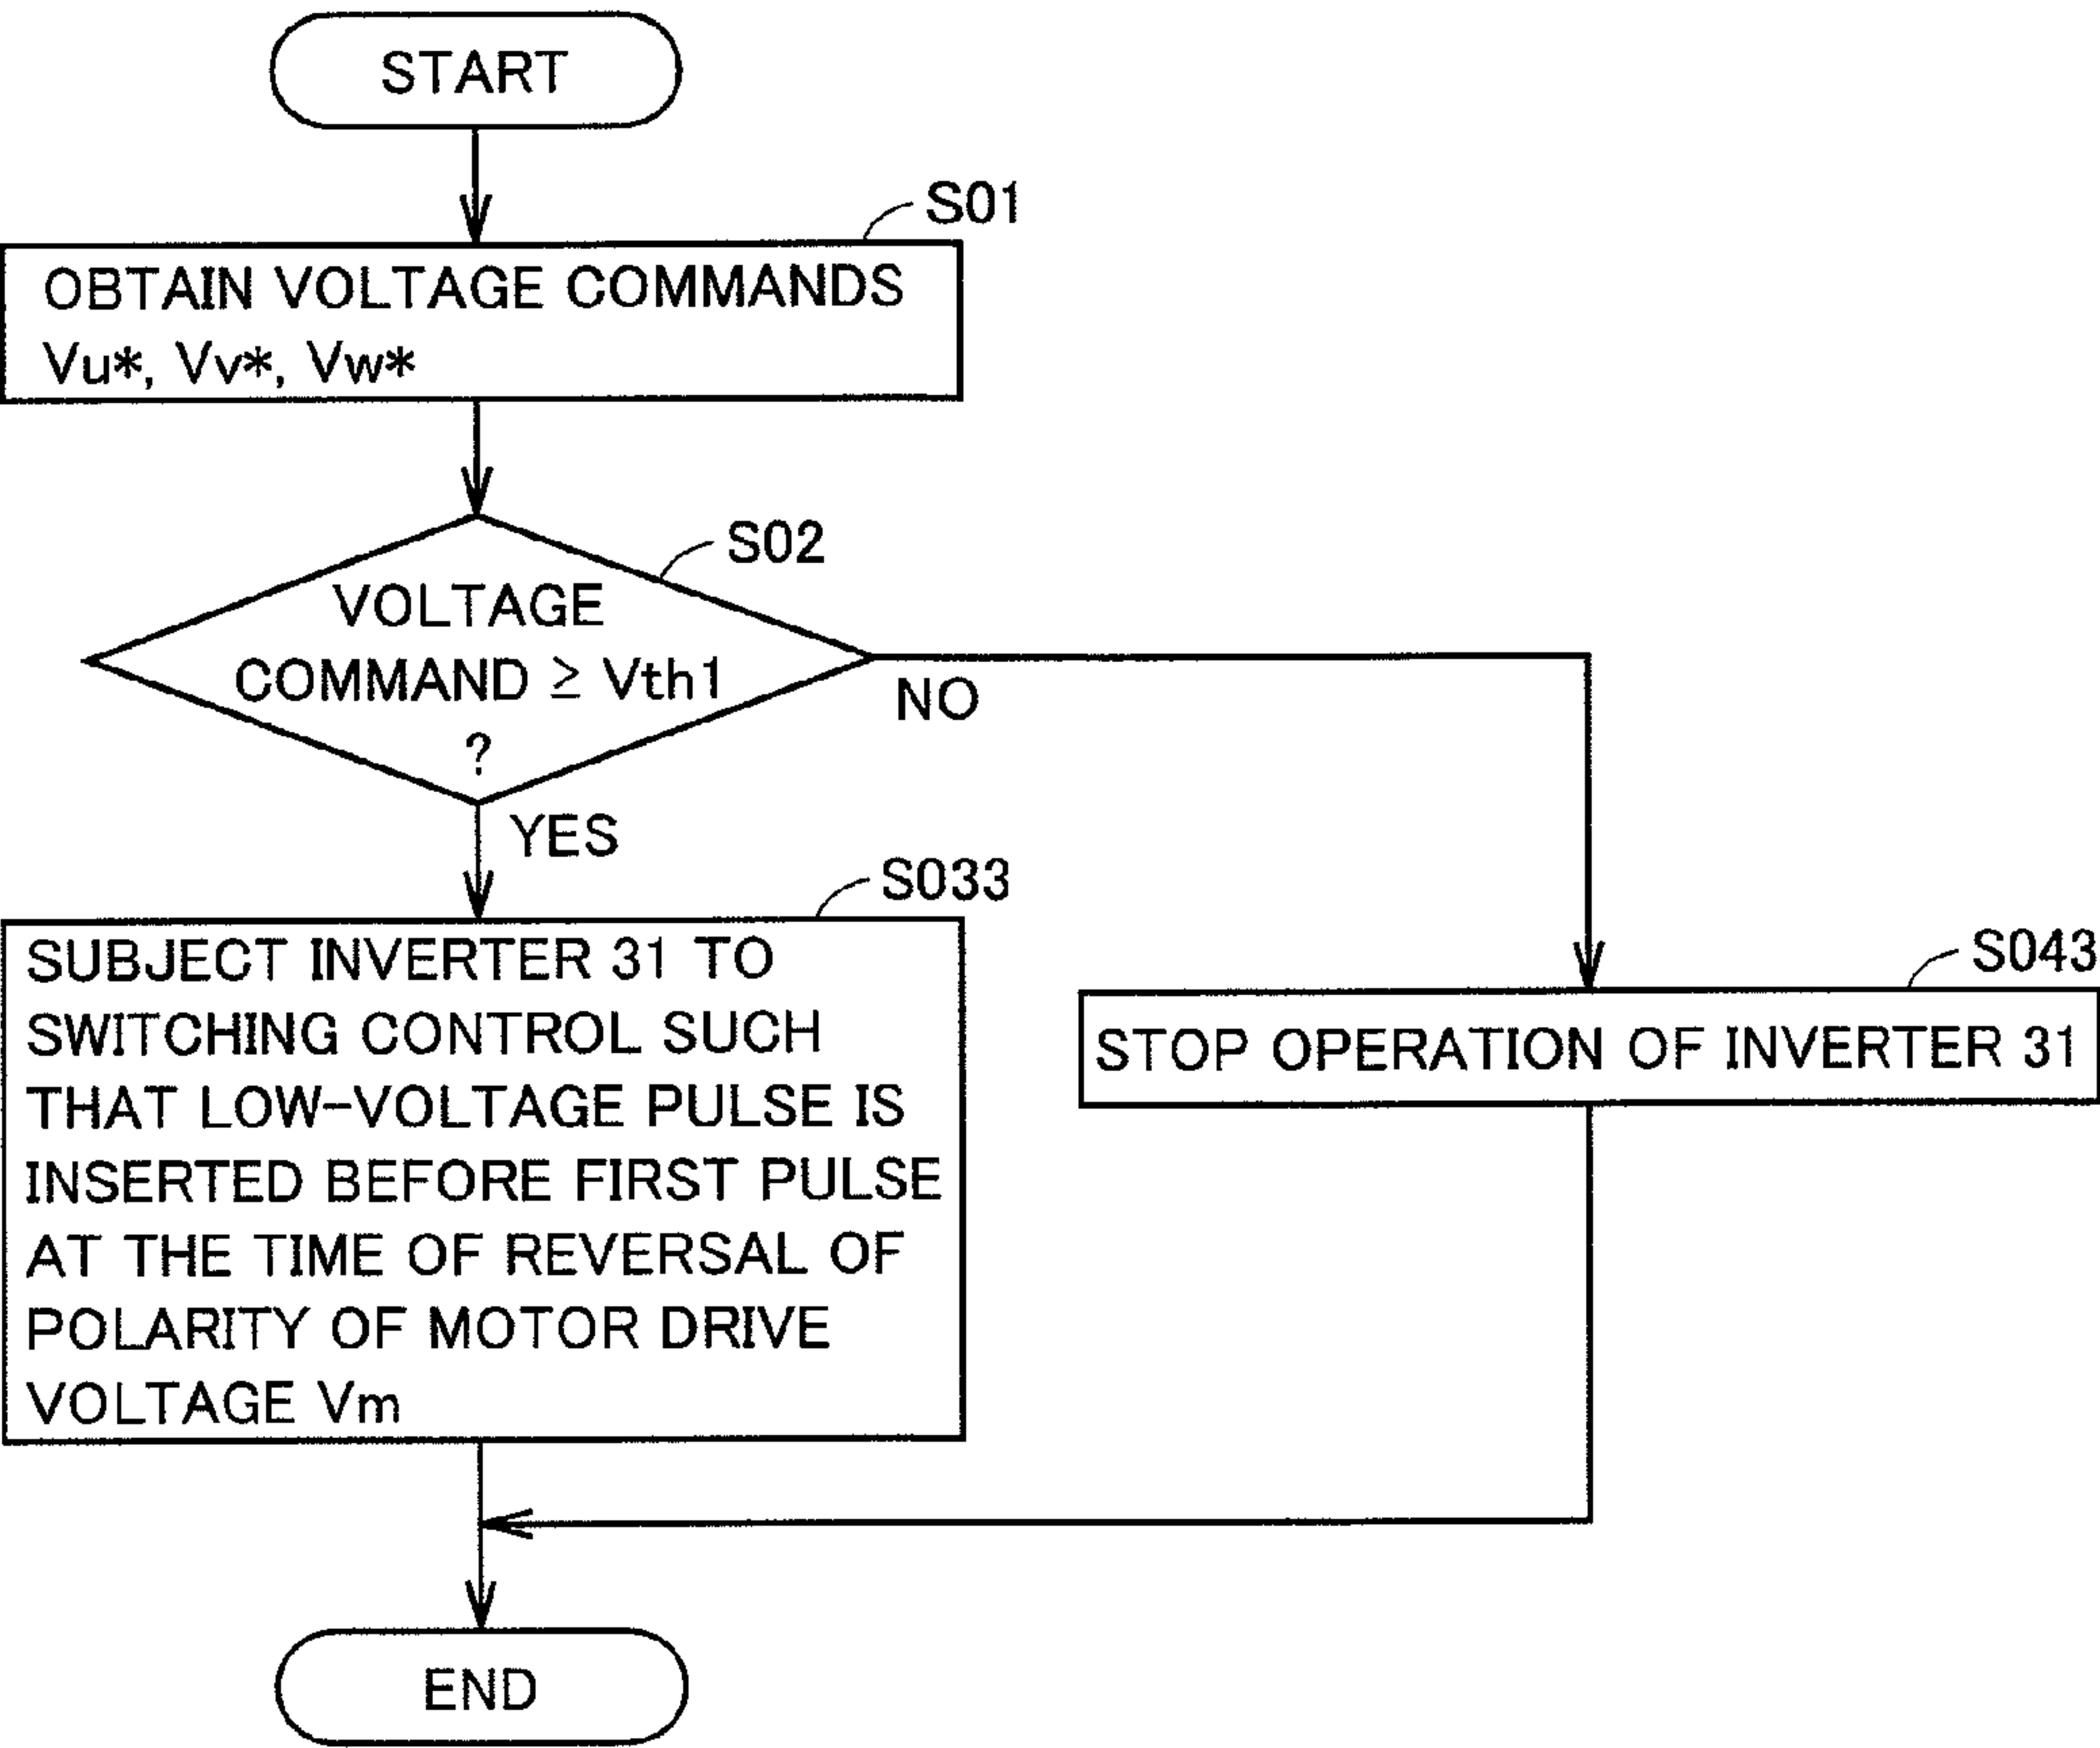 START
S01
OBTAIN VOLTAGE COMMANDS
Vu*, Vv*, Vw*
S02
VOLTAGE
COMMAND ≧ Vth1
?
NO
YES
S033
SUBJECT INVERTER 31 TO
SWITCHING CONTROL SUCH
THAT LOW-VOLTAGE PULSE IS
INSERTED BEFORE FIRST PULSE
AT THE TIME OF REVERSAL OF
POLARITY OF MOTOR DRIVE
VOLTAGE Vm
S043
STOP OPERATION OF INVERTER 31
END